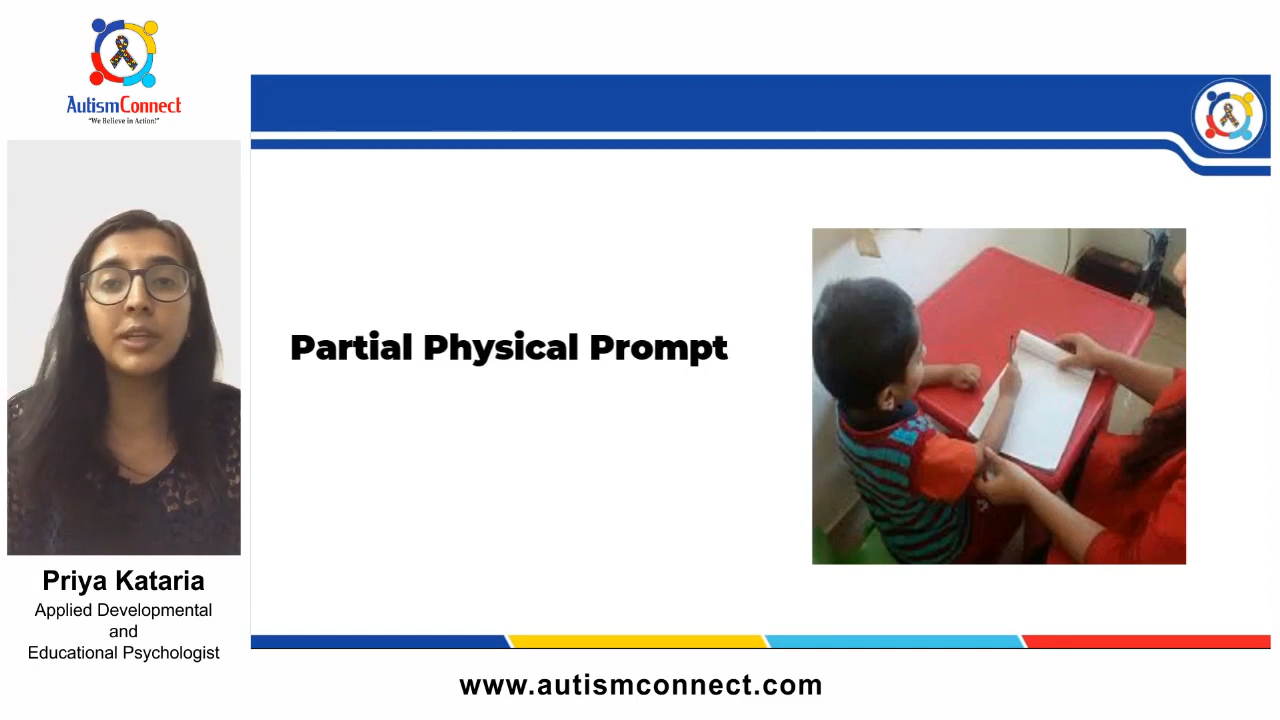 AutismConnect
"We Believe in Action!"
Partial Physical Prompt
Priya Kataria
Applied Developmental
and
Educational Psychologist
www.autismconnect.com